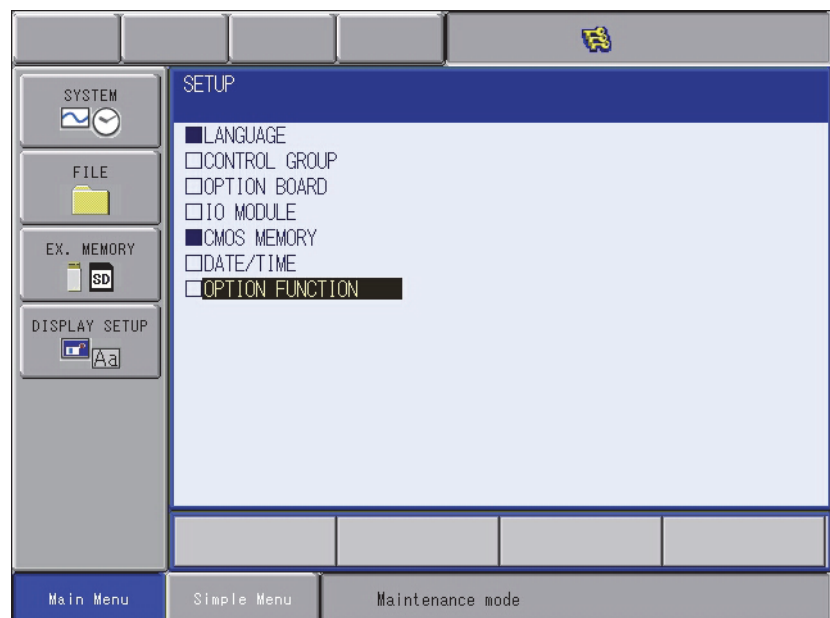 SYSTEM
FILE
EX. MEMORY
SD
DISPLAY SETUP
Aa
SETUP
LANGUAGE
CONTROL GROUP
OPTION BOARD
IO MODULE
CMOS MEMORY
DATE/TIME
OPTION FUNCTION
Main Menu
Simple Menu
Maintenance mode